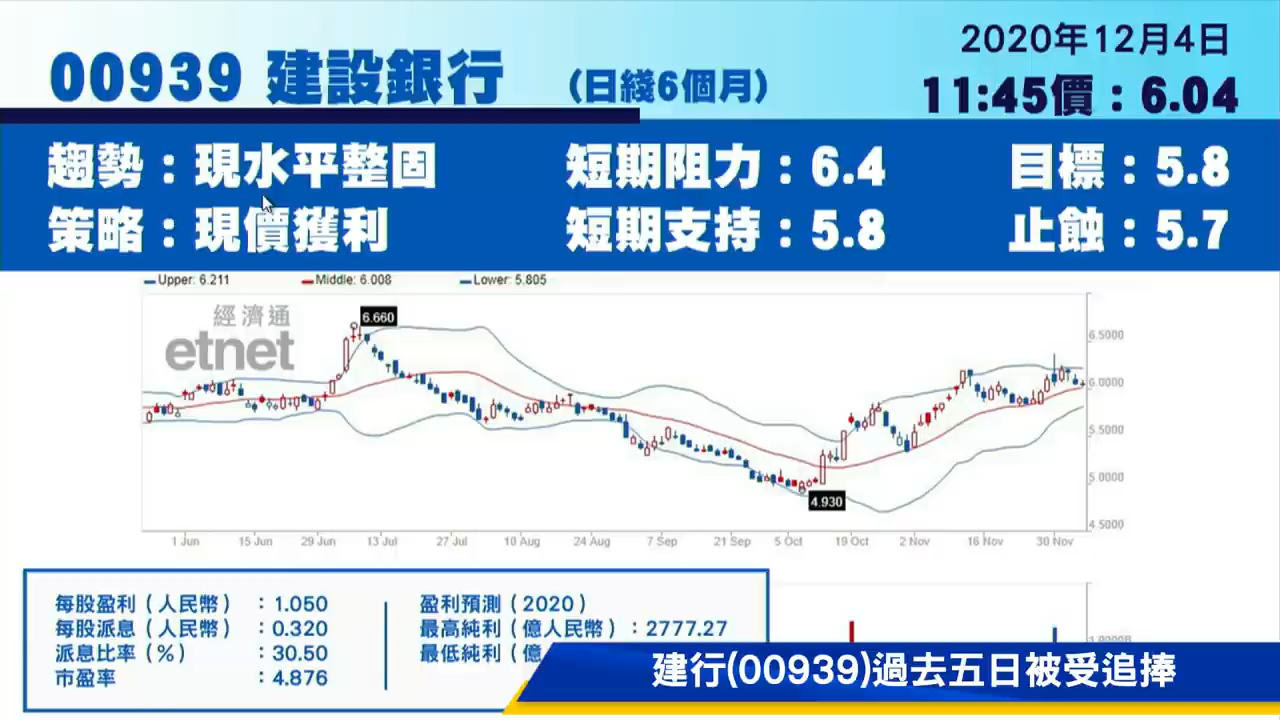 00939 建設銀行 (日綫6個月)
2020年12月4日
11:45價：6.04
趨勢：現水平整固 短期阻力：6.4 目標：5.8
策略：現價獲利 短期支持：5.8 止蝕：5.7
Upper: 6.211 Middle: 6.008 Lower: 5.805
經濟通
etnet
6.660
4.930
6.5000
6.0000
5.5000
5.0000
4.5000
1 Jun 15 Jun 29 Jun 13 Jul 27 Jul 10 Aug 24 Aug 7 Sep 21 Sep 5 Oct 19 Oct 2 Nov 16 Nov 30 Nov
每股盈利（人民幣）：1.050
每股派息（人民幣）：0.320
派息比率（%）：30.50
市盈率：4.876
盈利預測（2020）
最高純利（億人民幣）：2777.27
最低純利（億
建行(00939)過去五日被受追捧